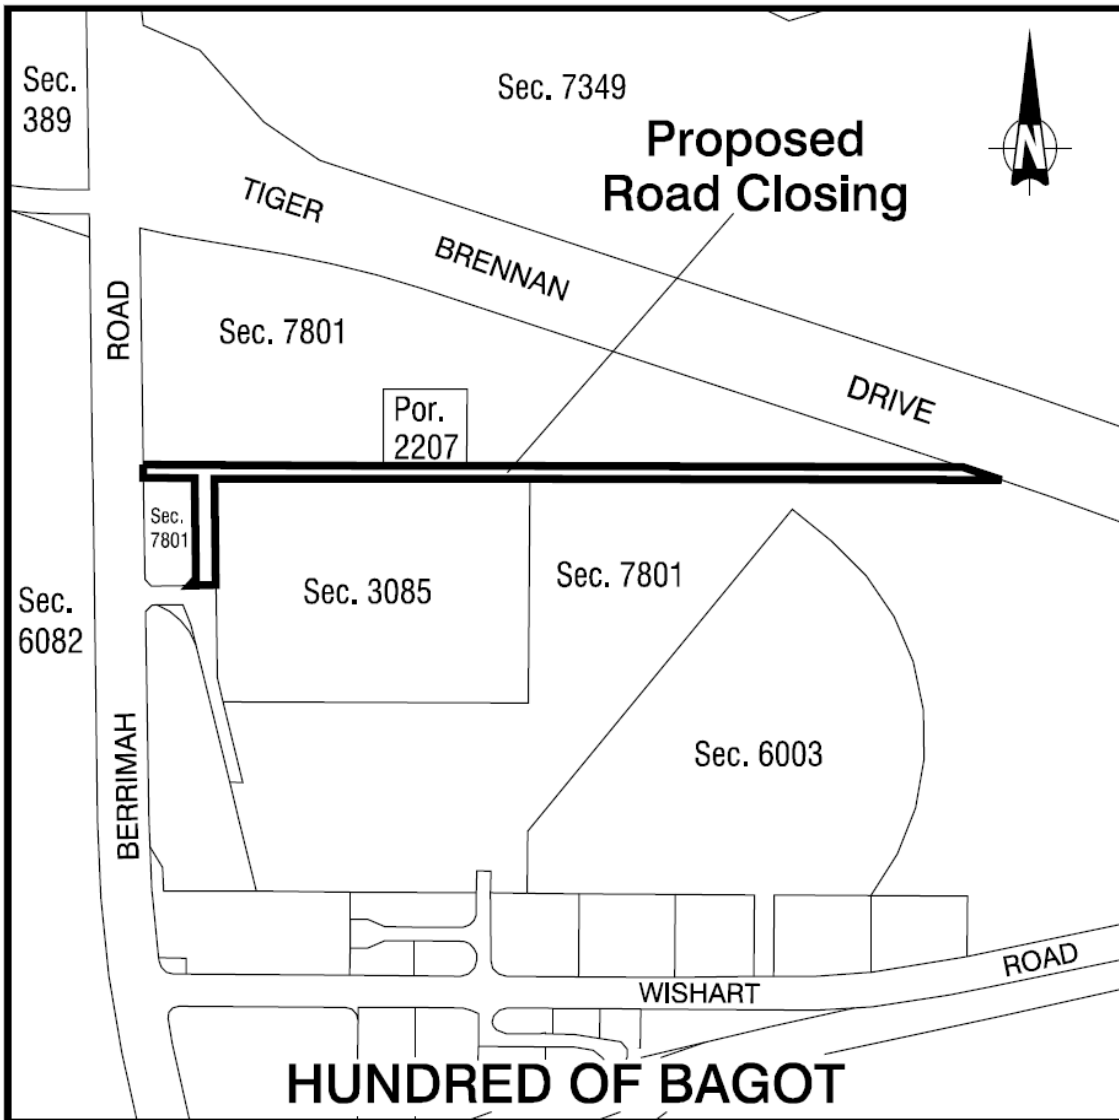 Sec.
389
Sec. 7349
Proposed
Road Closing
N
TIGER
BRENNAN
DRIVE
ROAD
Sec. 7801
Por.
2207
Sec.
7801
Sec. 3085
Sec. 7801
Sec.
6082
Sec. 6003
BERRIMAH
WISHART
ROAD
HUNDRED OF BAGOT